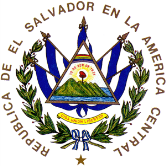 REPUBLICA DE EL SALVADOR EN LA AMERICA CENTRAL